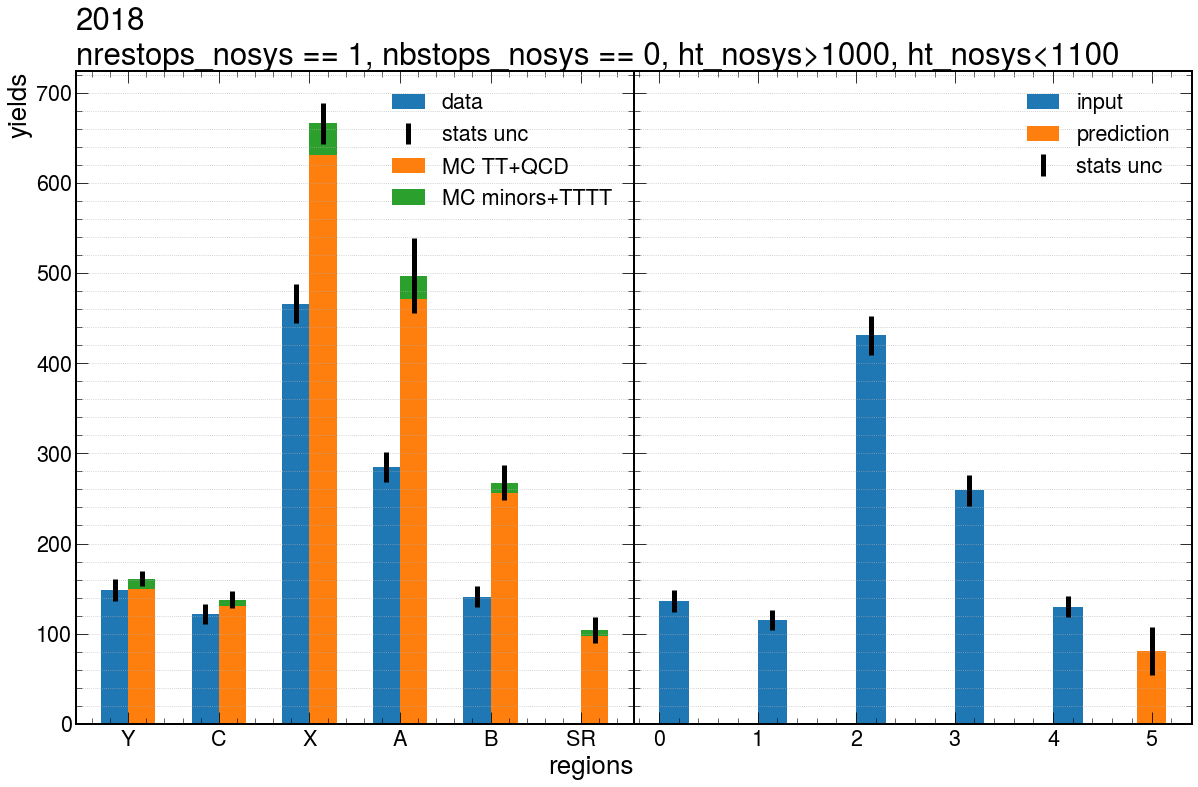 2018
nrestops_nosys == 1, nbstops_nosys == 0, ht_nosys>1000, ht_nosys<1100
yields
700
600
500
400
300
200
100
0
data
stats unc
MC TT+QCD
MC minors+TTTT
Y C X A B SR
regions
input
prediction
stats unc
0 1 2 3 4 5